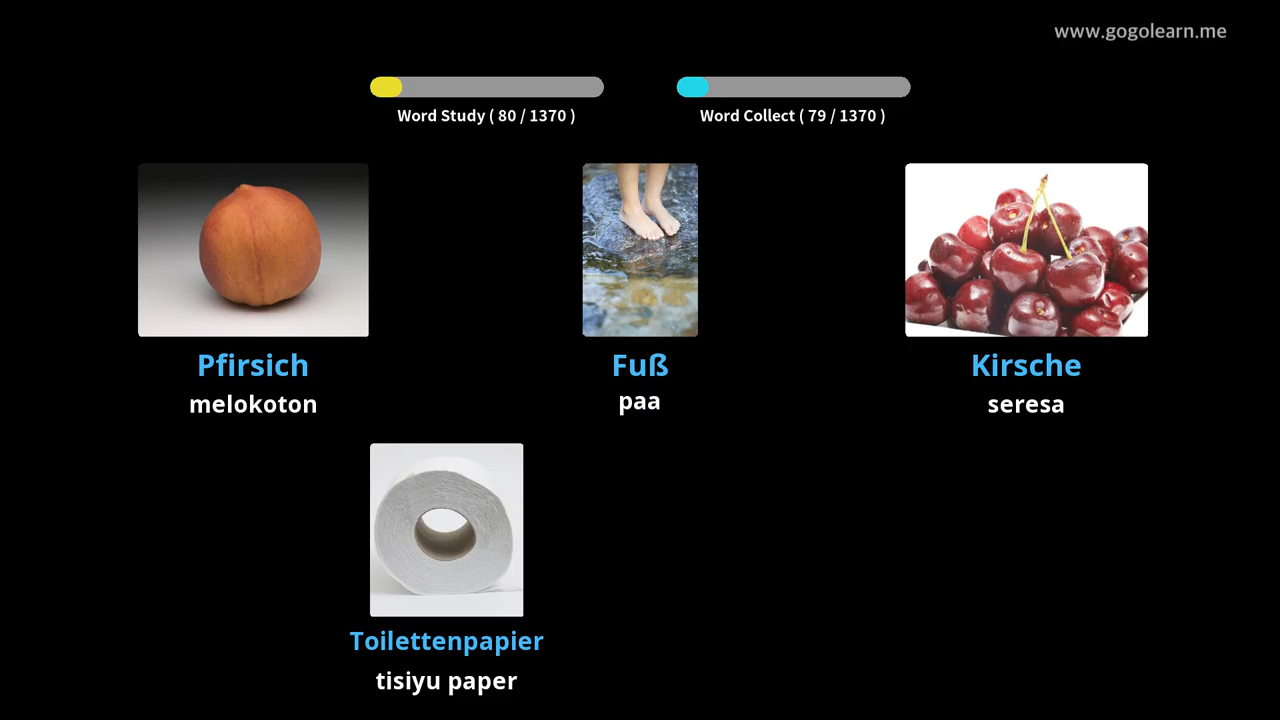 www.gogolearn.me
Word Study ( 80 / 1370 )
Word Collect ( 79 / 1370 )
Pfirsich
melokoton
Fuß
paa
Kirsche
seresa
Toilettenpapier
tisiyu paper